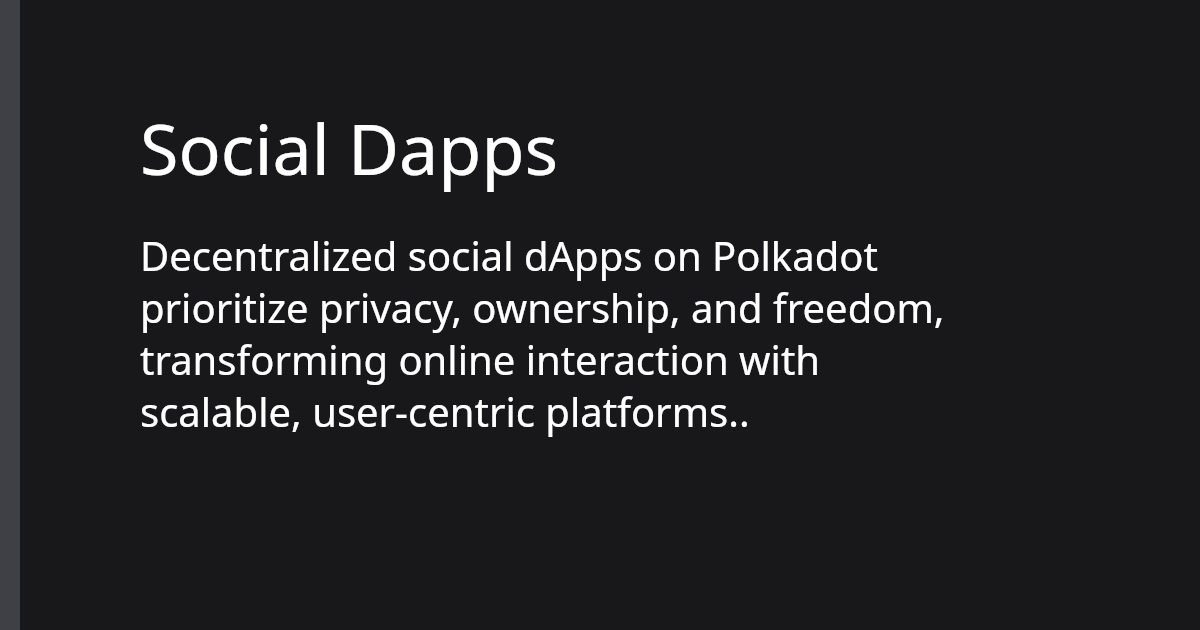 Social Dapps
Decentralized social dApps on Polkadot
prioritize privacy, ownership, and freedom,
transforming online interaction with
scalable, user-centric platforms..